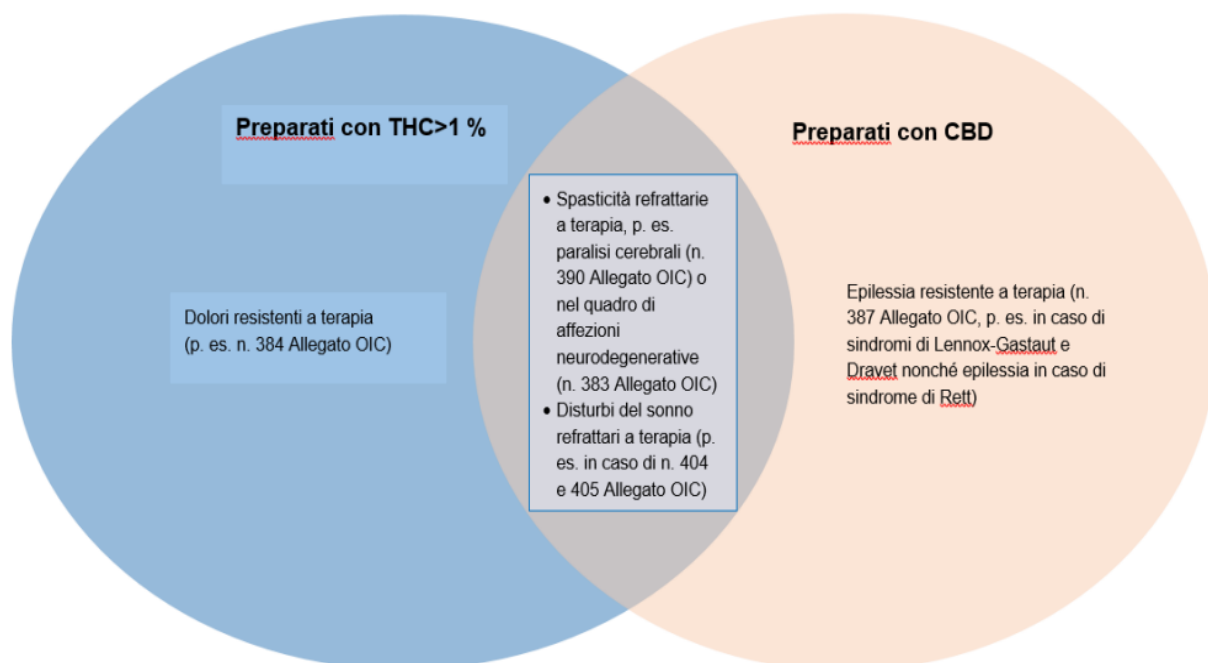 Preparati con THC>1 %
Dolori resistenti a terapia
(p. es. n. 384 Allegato OIC)
• Spasticità refrattarie
a terapia, p. es.
paralisi cerebrali (n.
390 Allegato OIC) o
nel quadro di
affezioni
neurodegenerative
(n. 383 Allegato OIC)
• Disturbi del sonno
refrattari a terapia (p.
es. in caso di n. 404
e 405 Allegato OIC)
Preparati con CBD
Epilessia resistente a terapia (n.
387 Allegato OIC, p. es. in caso di
sindromi di Lennox-Gastaut e
Dravet nonché epilessia in caso di
sindrome di Rett)